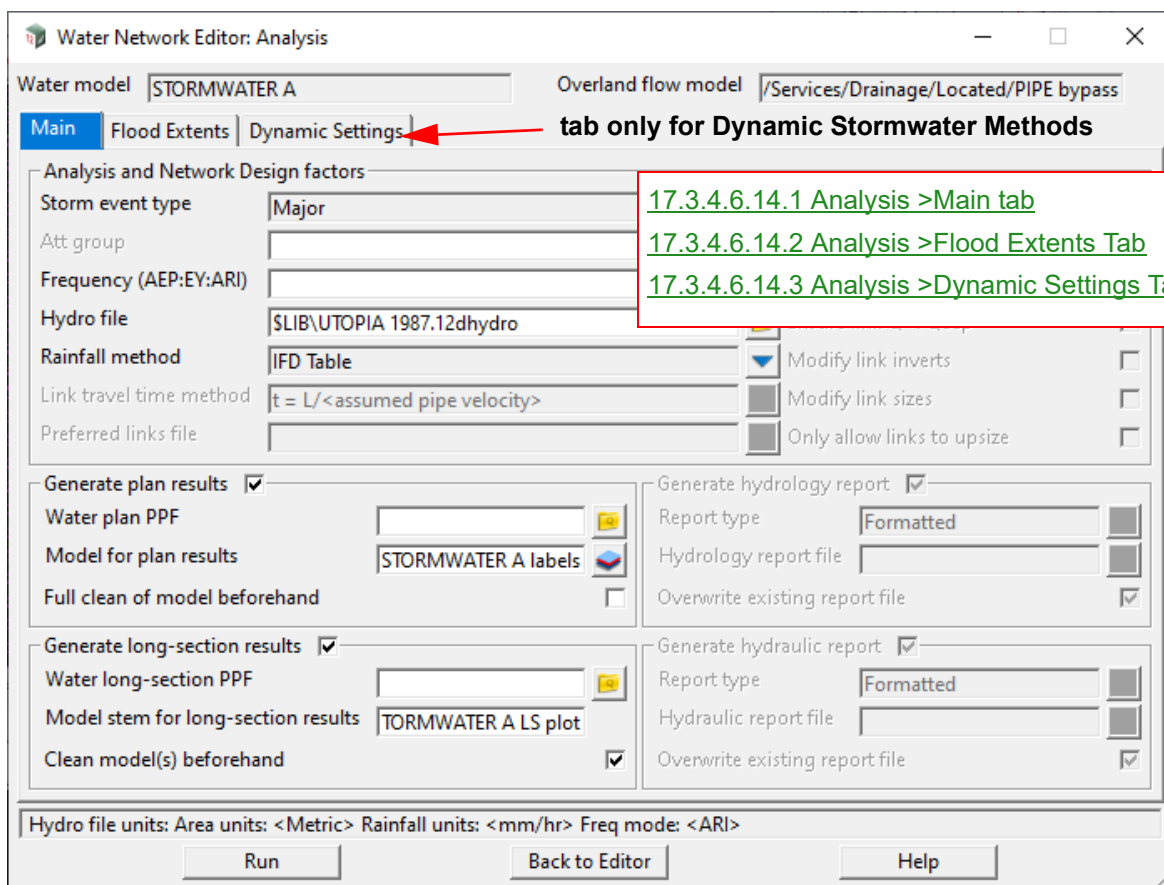 Water Network Editor: Analysis
Water model STORMWATER A Overland flow model /Services/Drainage/Located/PIPE bypass
Main Flood Extents Dynamic Settings tab only for Dynamic Stormwater Methods
Analysis and Network Design factors
Storm event type Major
17.3.4.6.14.1 Analysis >Main tab
Att group
17.3.4.6.14.2 Analysis >Flood Extents Tab
Frequency (AEP:EY:ARI)
17.3.4.6.14.3 Analysis >Dynamic Settings Ta
Hydro file $LIB\UTOPIA 1987.12dhydro
Rainfall method IFD Table Modify link inverts
Link travel time method t = L/<assumed pipe velocity> Modify link sizes
Preferred links file Only allow links to upsize
Generate plan results Generate hydrology report
Water plan PPF Report type Formatted
Model for plan results STORMWATER A labels Hydrology report file
Full clean of model beforehand Overwrite existing report file
Generate long-section results Generate hydraulic report
Water long-section PPF Report type Formatted
Model stem for long-section results TORMWATER A LS plot Hydraulic report file
Clean model(s) beforehand Overwrite existing report file
Hydro file units: Area units: <Metric> Rainfall units: <mm/hr> Freq mode: <ARI>
Run Back to Editor Help